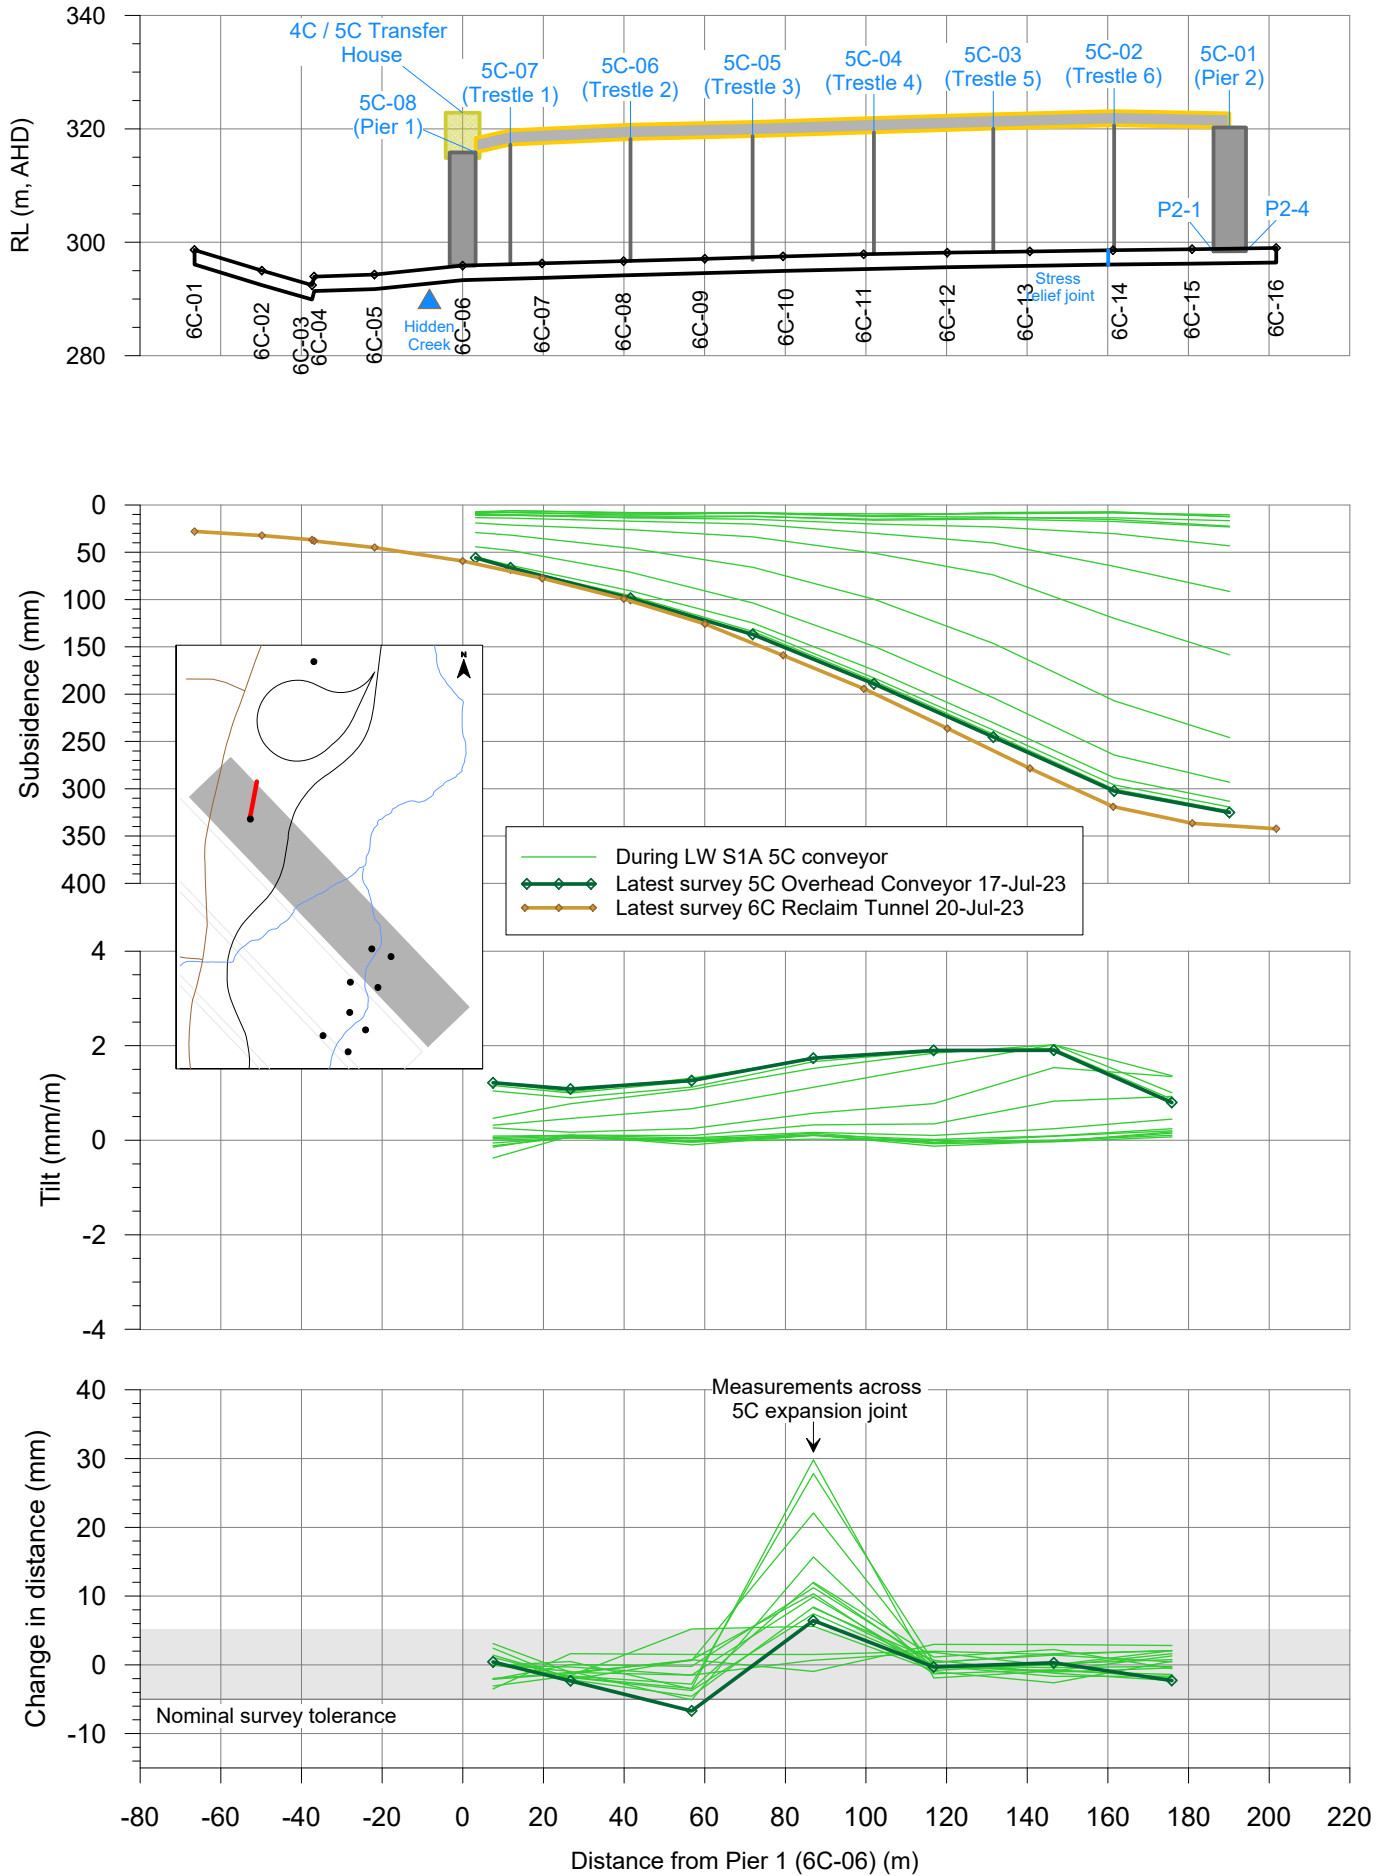 340
320
300
280
RL (m, AHD)
4C / 5C Transfer
House
5C-08
(Pier 1)
5C-07
(Trestle 1)
5C-06
(Trestle 2)
5C-05
(Trestle 3)
5C-04
(Trestle 4)
5C-03
(Trestle 5)
5C-02
(Trestle 6)
5C-01
(Pier 2)
P2-1
P2-4
Stress
relief joint
Hidden
Creek
6C-01
6C-02
6C-03
6C-04
6C-05
6C-06
6C-07
6C-08
6C-09
6C-10
6C-11
6C-12
6C-13
6C-14
6C-15
6C-16
0
50
100
150
200
250
300
350
400
Subsidence (mm)
N
During LW S1A 5C conveyor
Latest survey 5C Overhead Conveyor 17-Jul-23
Latest survey 6C Reclaim Tunnel 20-Jul-23
4
2
0
-2
-4
Tilt (mm/m)
40
30
20
10
0
-10
Change in distance (mm)
Measurements across
5C expansion joint
Nominal survey tolerance
-80 -60 -40 -20 0 20 40 60 80 100 120 140 160 180 200 220
Distance from Pier 1 (6C-06) (m)